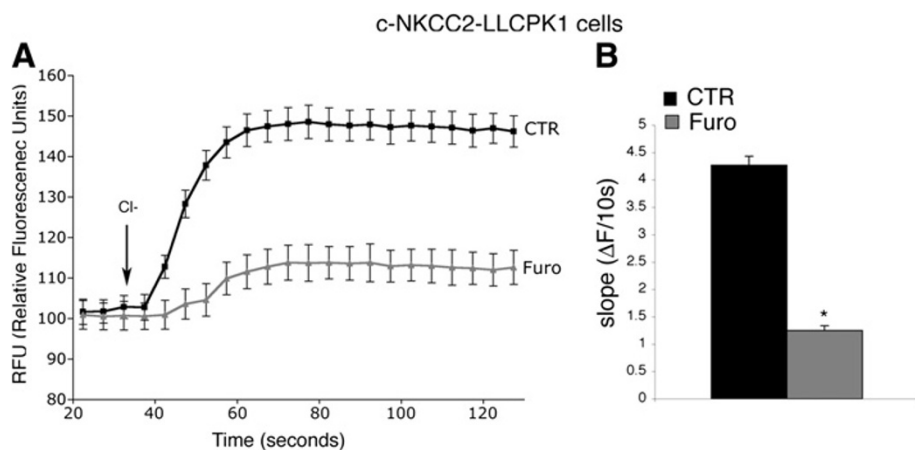 c-NKCC2-LLCPK1 cells
A
RFU (Relative Fluorescenec Units)
160
150
140
130
120
110
100
90
80
Cl-
CTR
Furo
20
40
60
80
100
120
Time (seconds)
B
CTR
Furo
slope (ΔF/10s)
5
4.5
4
3.5
3
2.5
2
1.5
1
0.5
0
*